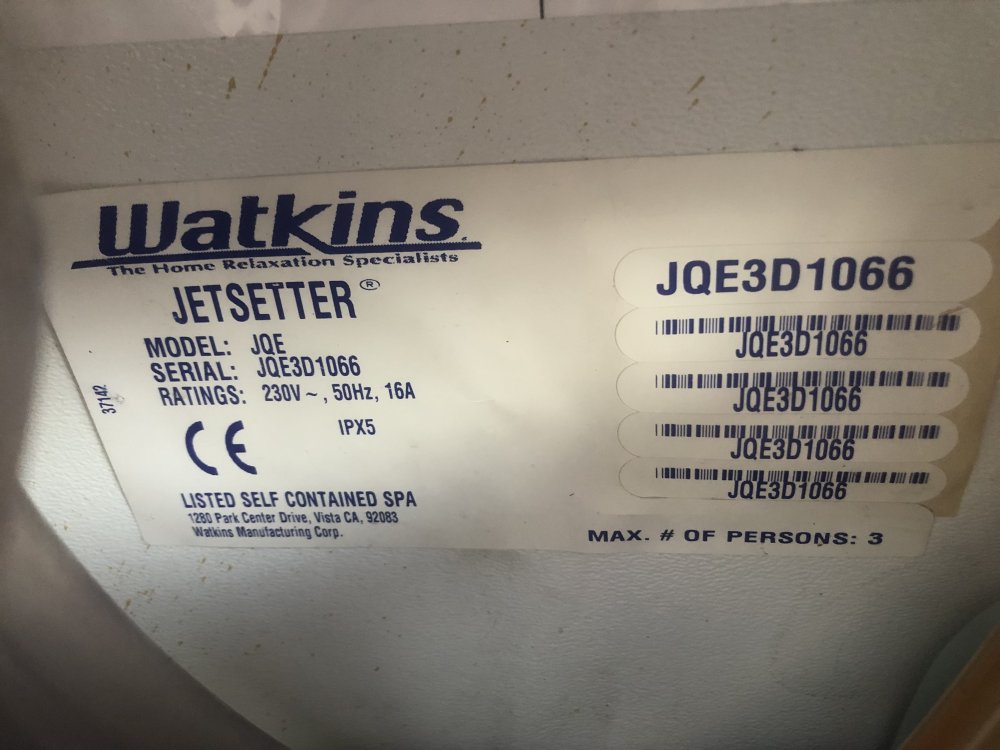 Watkins.
The Home Relaxation Specialists
JETSETTER®
MODEL: JQE
SERIAL: JQE3D1066
RATINGS: 230V ~, 50Hz, 16A
IPX5
CE
37142
LISTED SELF CONTAINED SPA
1280 Park Center Drive, Vista CA, 92083
Watkins Manufacturing Corp.
JQE3D1066
JQE3D1066
JQE3D1066
JQE3D1066
JQE3D1066
MAX. # OF PERSONS: 3